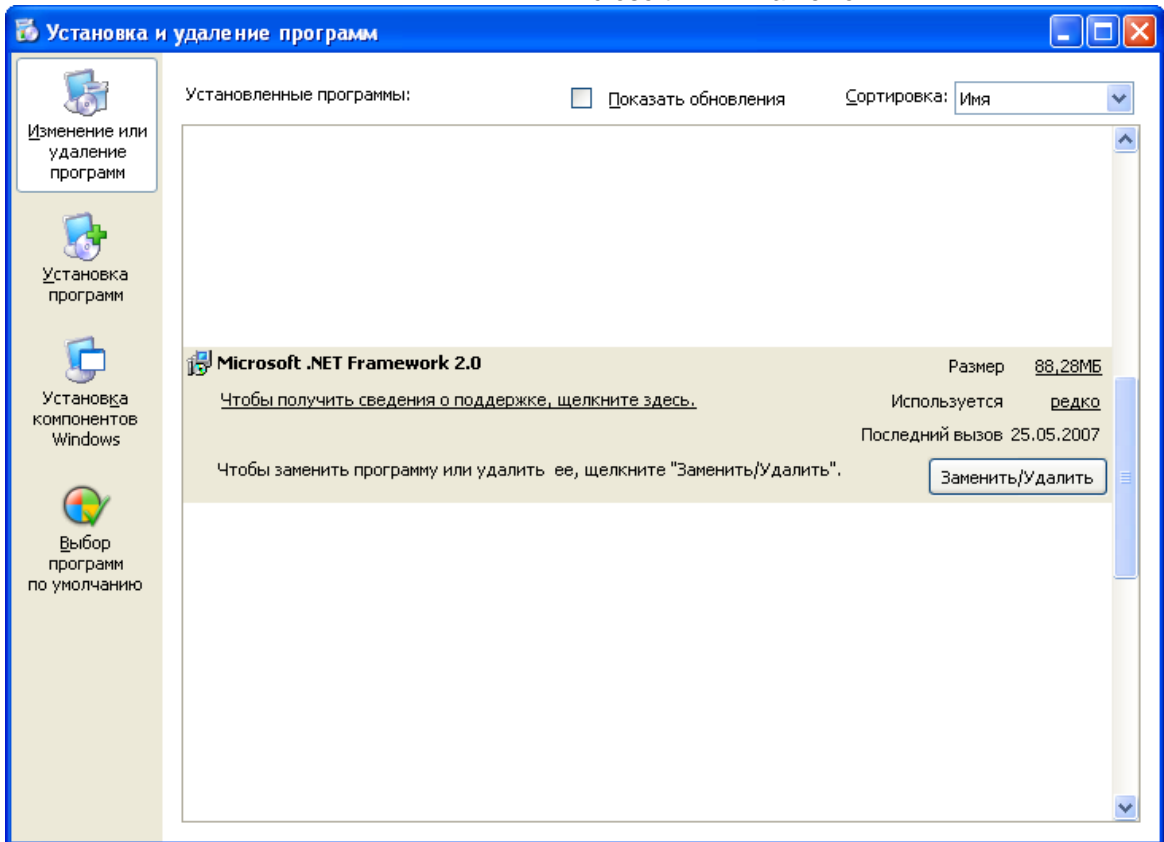 Установка и удаление программ
Изменение или
удаление
программ
Установка
программ
Установка
компонентов
Windows
Выбор
программ
по умолчанию
Установленные программы:
Показать обновления
Сортировка: Имя
Microsoft .NET Framework 2.0
Размер 88,28МБ
Чтобы получить сведения о поддержке, щелкните здесь.
Используется редко
Последний вызов 25.05.2007
Чтобы заменить программу или удалить ее, щелкните "Заменить/Удалить".
Заменить/Удалить